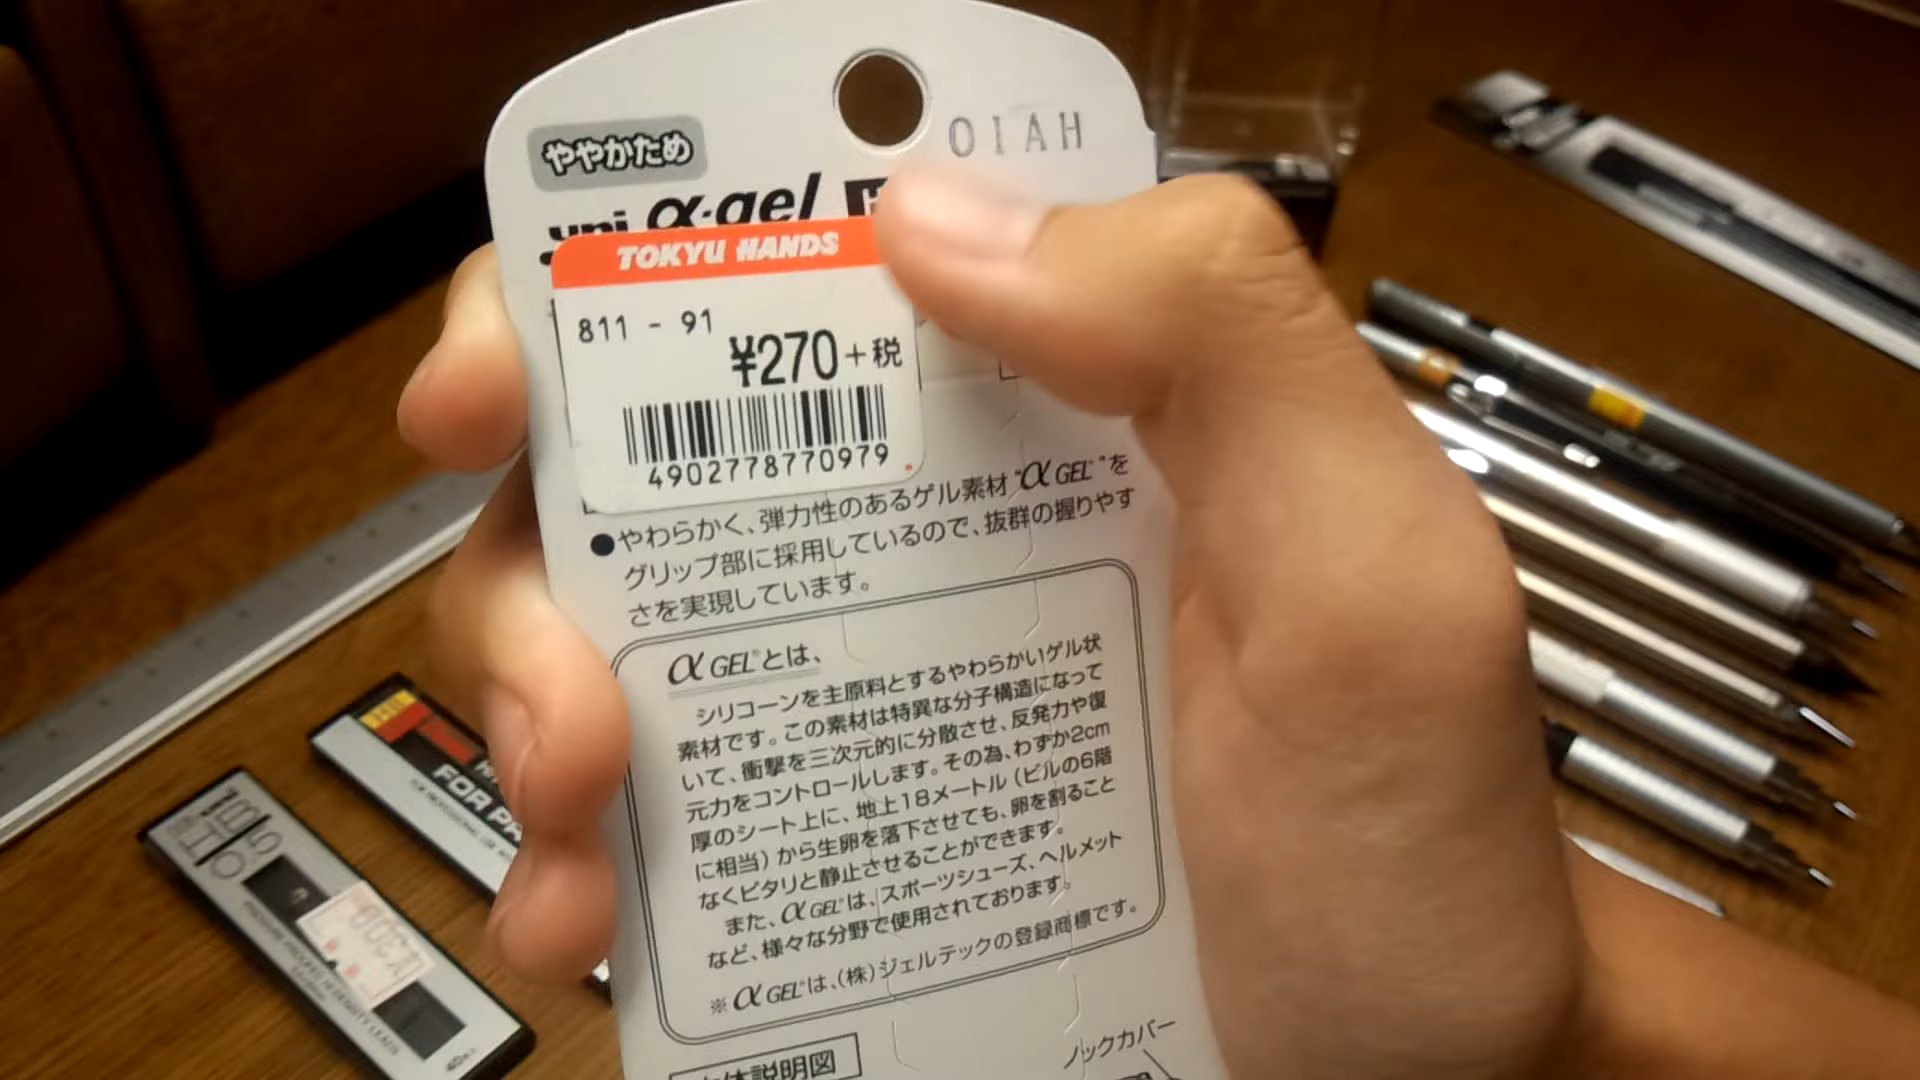 ややかため
OIAH
uni α·gel
TOKYU HANDS
811 - 91
¥270+税
4902778770979
●やわらかく、弾力性のあるゲル素材“αGEL”を
グリップ部に採用しているので、抜群の握りやす
さを実現しています。
αGEL®とは、
シリコーンを主原料とするやわらかいゲル状
素材です。この素材は特異な分子構造になって
いて、衝撃を三次元的に分散させ、反発力や復
元力をコントロールします。その為、わずか2cm
厚のシート上に、地上18メートル（ビルの6階
に相当）から生卵を落下させても、卵を割ること
なくピタリと静止させることができます。
また、αGEL®は、スポーツシューズ、ヘルメット
など、様々な分野で使用されております。
※αGEL®は、（株）ジェルテックの登録商標です。
本体説明図
ノックカバー
FOR